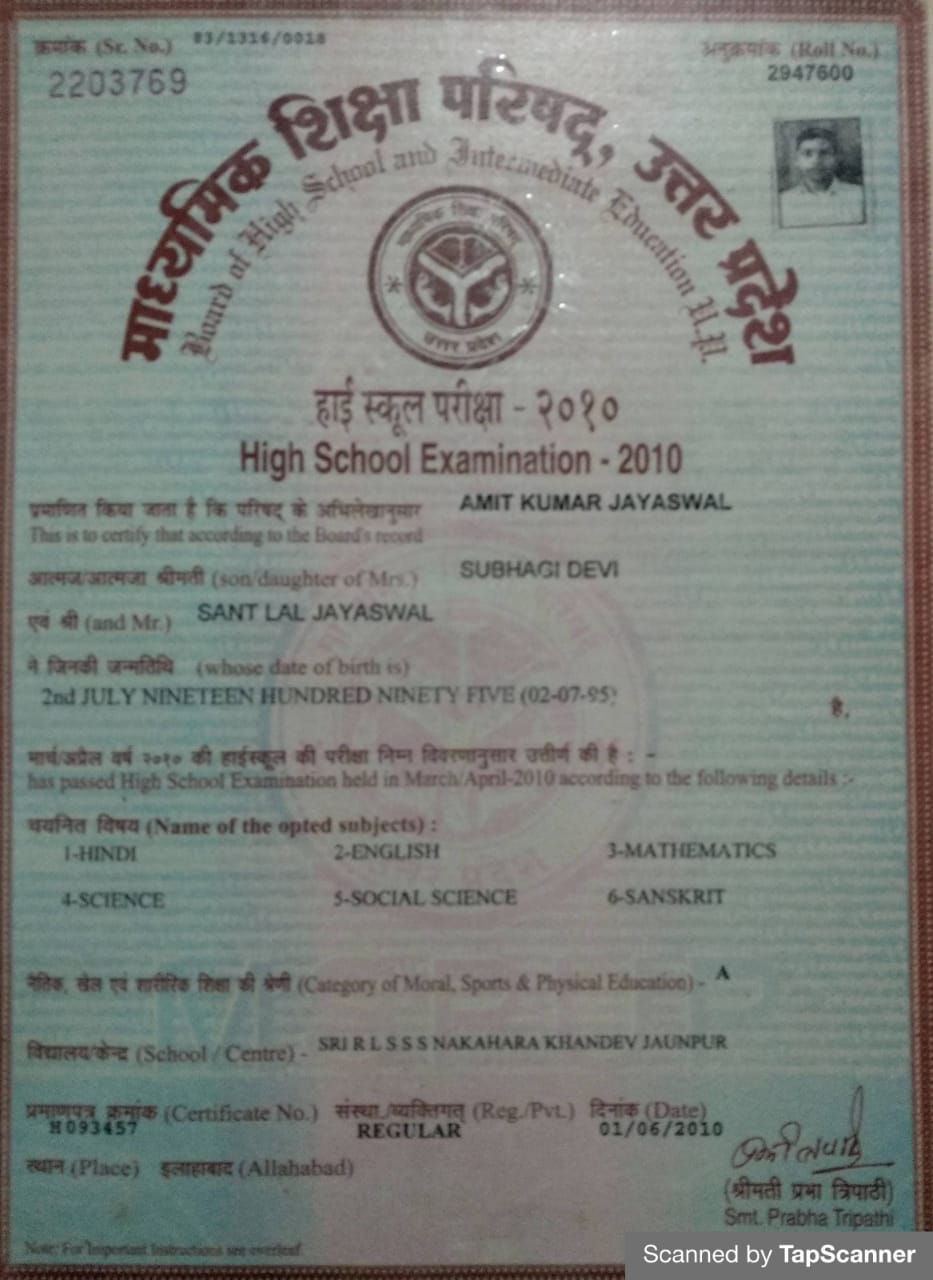 क्रमांक (Sr. No.) 83/1316/0018 अनुक्रमांक (Roll No.)
2203769 2947600
माध्यमिक शिक्षा परिषद्, उत्तर प्रदेश
Board of High School and Intermediate Education U.P.
माध्यमिक शिक्षा परिषद्
उत्तर प्रदेश
हाई स्कूल परीक्षा - २०१०
High School Examination - 2010
प्रमाणित किया जाता है कि परिषद् के अभिलेखानुसार AMIT KUMAR JAYASWAL
This is to certify that according to the Board's record
आत्मज/आत्मजा श्रीमती (son/daughter of Mrs.) SUBHAGI DEVI
एवं श्री (and Mr.) SANT LAL JAYASWAL
ने जिनकी जन्मतिथि (whose date of birth is)
2nd JULY NINETEEN HUNDRED NINETY FIVE (02-07-95) है,
मार्च/अप्रैल वर्ष २०१० की हाईस्कूल की परीक्षा निम्न विवरणानुसार उत्तीर्ण की है : -
has passed High School Examination held in March/April-2010 according to the following details :-
चयनित विषय (Name of the opted subjects) :
1-HINDI 2-ENGLISH 3-MATHEMATICS
4-SCIENCE 5-SOCIAL SCIENCE 6-SANSKRIT
नैतिक, खेल एवं शारीरिक शिक्षा की श्रेणी (Category of Moral, Sports & Physical Education) - A
विद्यालय/केन्द्र (School / Centre) - SRI R L S S S NAKAHARA KHANDEV JAUNPUR
प्रमाणपत्र क्रमांक (Certificate No.) संस्था./व्यक्तिगत् (Reg./Pvt.) दिनांक (Date)
H 093457 REGULAR 01/06/2010
स्थान (Place) इलाहाबाद (Allahabad)
(श्रीमती प्रभा त्रिपाठी)
Smt. Prabha Tripathi
Note: For Important Instructions see overleaf.
Scanned by TapScanner